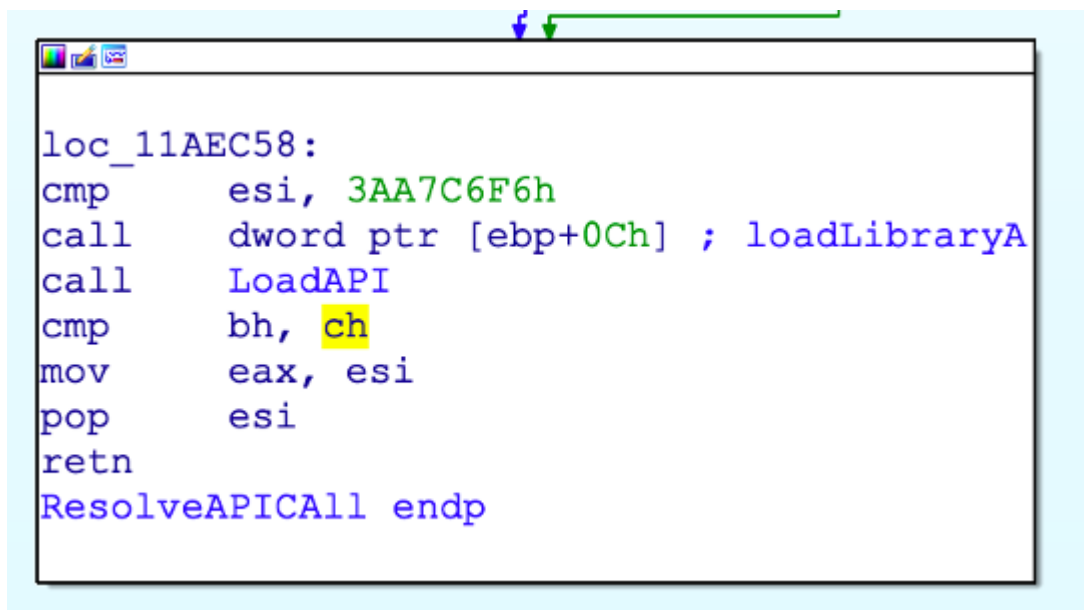 loc_11AEC58:
cmp esi, 3AA7C6F6h
call dword ptr [ebp+0Ch] ; loadLibraryA
call LoadAPI
cmp bh, ch
mov eax, esi
pop esi
retn
ResolveAPICAll endp